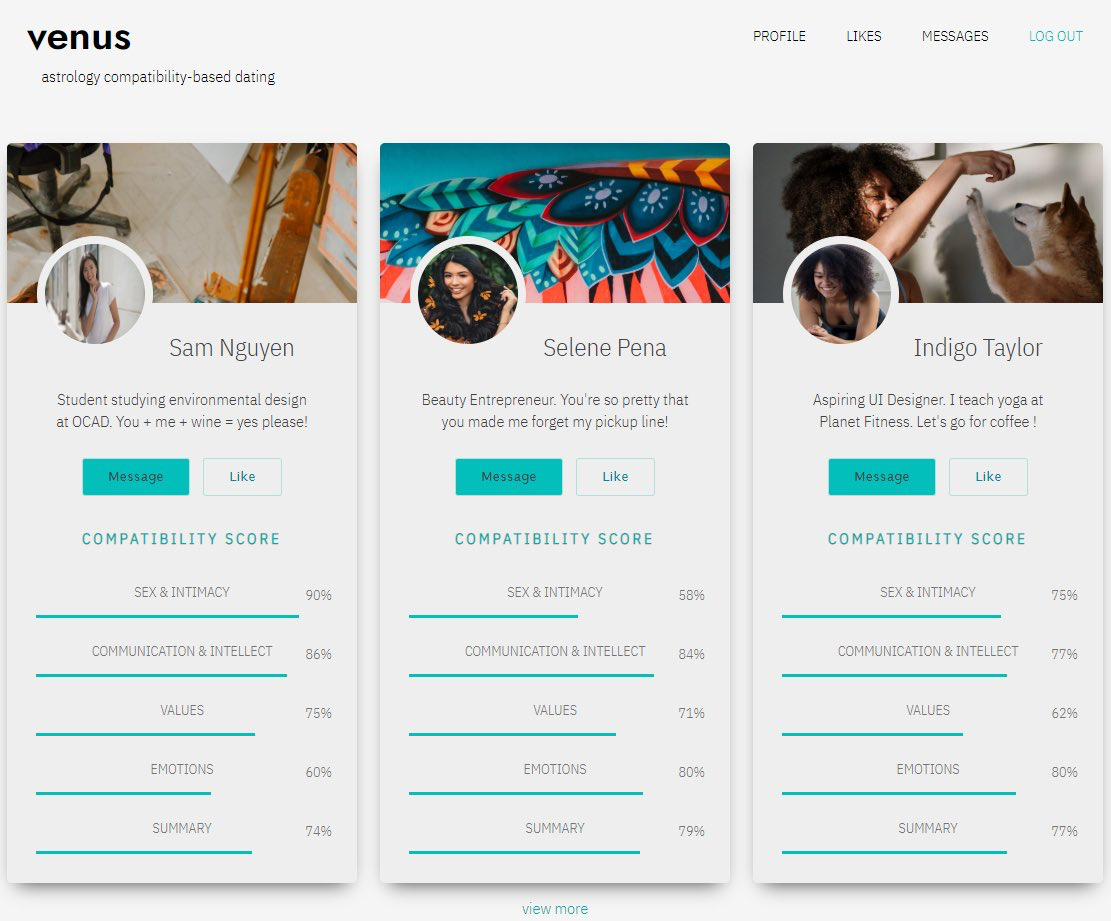 venus
PROFILE LIKES MESSAGES LOG OUT
astrology compatibility-based dating
Sam Nguyen
Student studying environmental design
at OCAD. You + me + wine = yes please!
Message Like
COMPATIBILITY SCORE
SEX & INTIMACY 90%
COMMUNICATION & INTELLECT 86%
VALUES 75%
EMOTIONS 60%
SUMMARY 74%
Selene Pena
Beauty Entrepreneur. You're so pretty that
you made me forget my pickup line!
Message Like
COMPATIBILITY SCORE
SEX & INTIMACY 58%
COMMUNICATION & INTELLECT 84%
VALUES 71%
EMOTIONS 80%
SUMMARY 79%
Indigo Taylor
Aspiring UI Designer. I teach yoga at
Planet Fitness. Let's go for coffee !
Message Like
COMPATIBILITY SCORE
SEX & INTIMACY 75%
COMMUNICATION & INTELLECT 77%
VALUES 62%
EMOTIONS 80%
SUMMARY 77%
view more